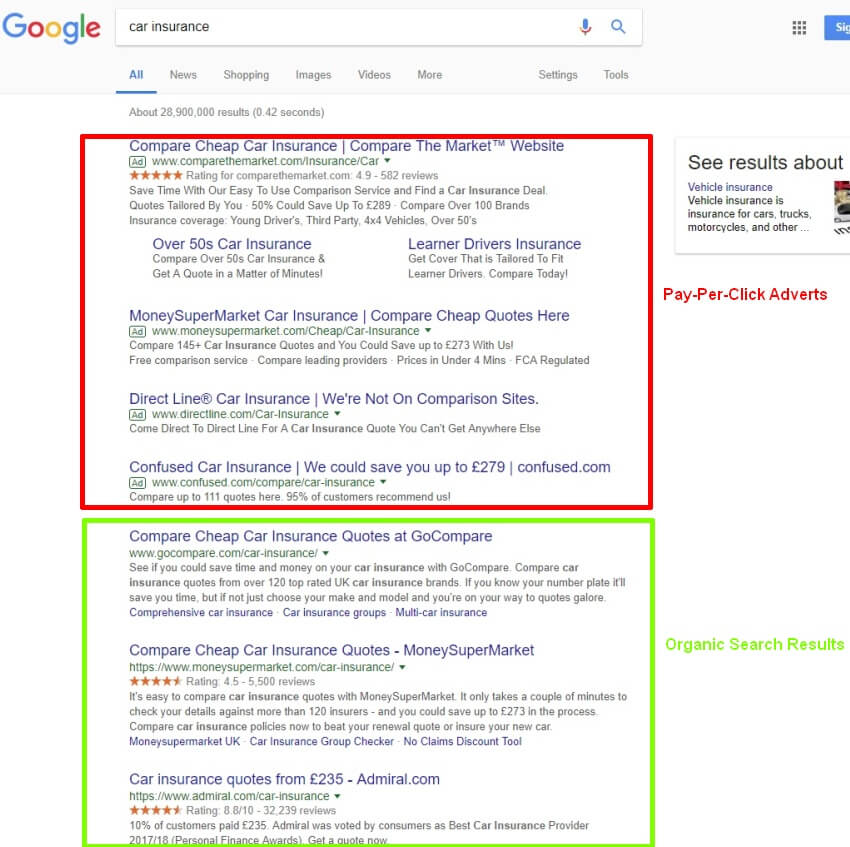 Google
car insurance
Sig
All News Shopping Images Videos More Settings Tools
About 28,900,000 results (0.42 seconds)
Compare Cheap Car Insurance | Compare The Market™ Website
Ad www.comparethemarket.com/Insurance/Car
Rating for comparethemarket.com: 4.9 - 582 reviews
Save Time With Our Easy To Use Comparison Service and Find a Car Insurance Deal.
Quotes Tailored By You · 50% Could Save Up To £289 · Compare Over 100 Brands
Insurance coverage: Young Driver's, Third Party, 4x4 Vehicles, Over 50's
Over 50s Car Insurance
Compare Over 50s Car Insurance &
Get A Quote in a Matter of Minutes!
Learner Drivers Insurance
Get Cover That is Tailored To Fit
Learner Drivers. Compare Today!
MoneySuperMarket Car Insurance | Compare Cheap Quotes Here
Ad www.moneysupermarket.com/Cheap/Car-Insurance
Compare 145+ Car Insurance Quotes and You Could Save up to £273 With Us!
Free comparison service · Compare leading providers · Prices in Under 4 Mins · FCA Regulated
Direct Line® Car Insurance | We're Not On Comparison Sites.
Ad www.directline.com/Car-Insurance
Come Direct To Direct Line For A Car Insurance Quote You Can't Get Anywhere Else
Confused Car Insurance | We could save you up to £279 | confused.com
Ad www.confused.com/compare/car-insurance
Compare up to 111 quotes here. 95% of customers recommend us!
See results about
Vehicle insurance
Vehicle insurance is
insurance for cars, trucks,
motorcycles, and other ...
Pay-Per-Click Adverts
Compare Cheap Car Insurance Quotes at GoCompare
www.gocompare.com/car-insurance/
See if you could save time and money on your car insurance with GoCompare. Compare car
insurance quotes from over 120 top rated UK car insurance brands. If you know your number plate it'll
save you time, but if not just choose your make and model and you're on your way to quotes galore.
Comprehensive car insurance · Car insurance groups · Multi-car insurance
Compare Cheap Car Insurance Quotes - MoneySuperMarket
https://www.moneysupermarket.com/car-insurance/
Rating: 4.5 - 5,500 reviews
It's easy to compare car insurance quotes with MoneySuperMarket. It only takes a couple of minutes to
check your details against more than 120 insurers - and you could save up to £273 in the process.
Compare car insurance policies now to beat your renewal quote or insure your new car.
Moneysupermarket UK · Car Insurance Group Checker · No Claims Discount Tool
Car insurance quotes from £235 - Admiral.com
https://www.admiral.com/car-insurance
Rating: 8.8/10 - 32,239 reviews
10% of customers paid £235. Admiral was voted by consumers as Best Car Insurance Provider
2017/18 (Personal Finance Awards). Get a quote now
Organic Search Results